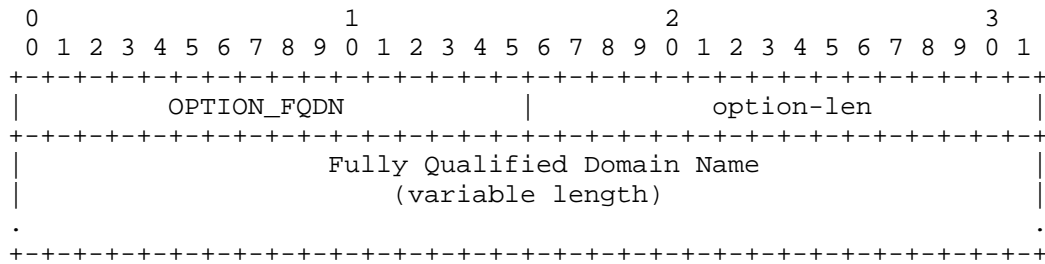 0                   1                   2                   3
 0 1 2 3 4 5 6 7 8 9 0 1 2 3 4 5 6 7 8 9 0 1 2 3 4 5 6 7 8 9 0 1
+-+-+-+-+-+-+-+-+-+-+-+-+-+-+-+-+-+-+-+-+-+-+-+-+-+-+-+-+-+-+-+-+
|         OPTION_FQDN           |           option-len          |
+-+-+-+-+-+-+-+-+-+-+-+-+-+-+-+-+-+-+-+-+-+-+-+-+-+-+-+-+-+-+-+-+
|                   Fully Qualified Domain Name                 |
|                       (variable length)                       |
.                                                               .
+-+-+-+-+-+-+-+-+-+-+-+-+-+-+-+-+-+-+-+-+-+-+-+-+-+-+-+-+-+-+-+-+